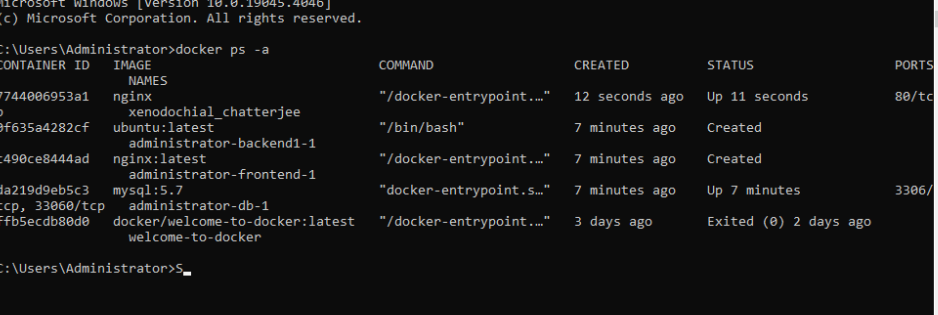 Microsoft Windows [Version 10.0.19045.4046]
(c) Microsoft Corporation. All rights reserved.
C:\Users\Administrator>docker ps -a
CONTAINER ID IMAGE COMMAND CREATED STATUS PORTS
NAMES
7744006953a1 nginx "/docker-entrypoint.…" 12 seconds ago Up 11 seconds 80/tc
p xenodochial_chatterjee
0f635a4282cf ubuntu:latest "/bin/bash" 7 minutes ago Created
administrator-backend1-1
c490ce8444ad nginx:latest "/docker-entrypoint.…" 7 minutes ago Created
administrator-frontend-1
da219d9eb5c3 mysql:5.7 "docker-entrypoint.s…" 7 minutes ago Up 7 minutes 3306/
tcp, 33060/tcp administrator-db-1
ffb5ecdb80d0 docker/welcome-to-docker:latest "/docker-entrypoint.…" 3 days ago Exited (0) 2 days ago
welcome-to-docker
C:\Users\Administrator>S